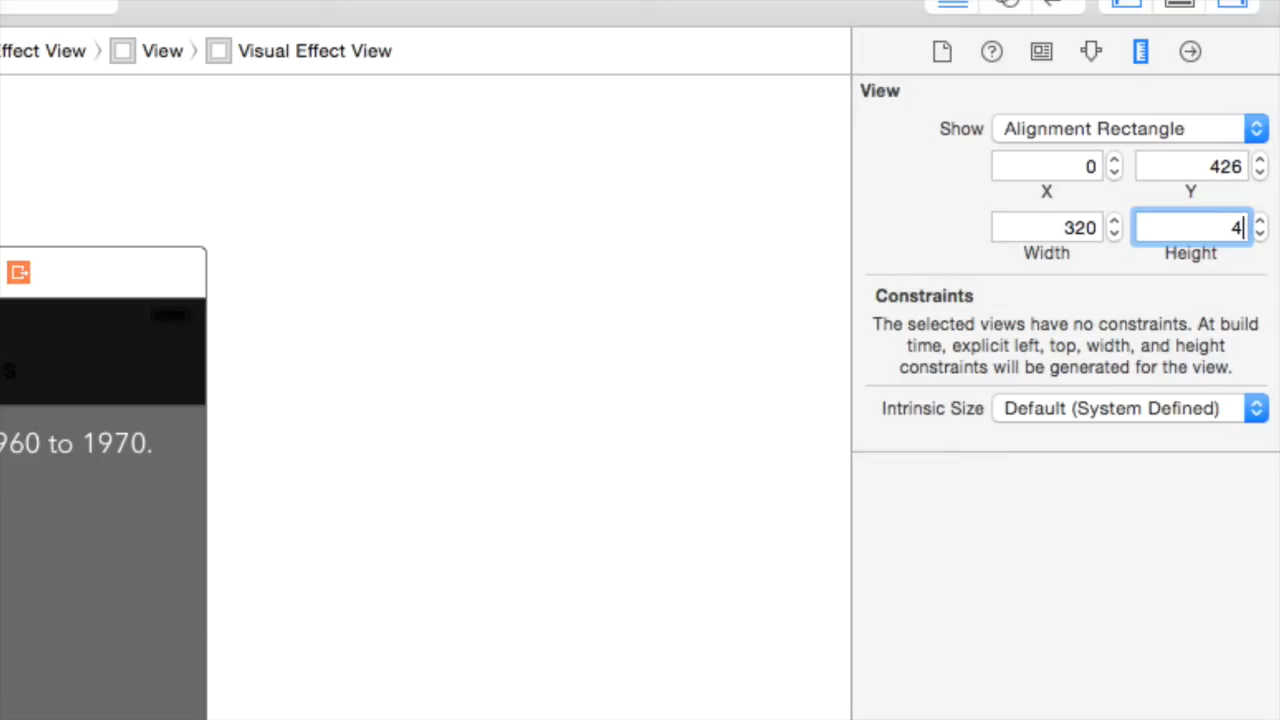 ffect View 〉 View 〉 Visual Effect View
View
Show Alignment Rectangle
0 426
X Y
320 4
Width Height
Constraints
The selected views have no constraints. At build
time, explicit left, top, width, and height
constraints will be generated for the view.
Intrinsic Size Default (System Defined)
s
960 to 1970.